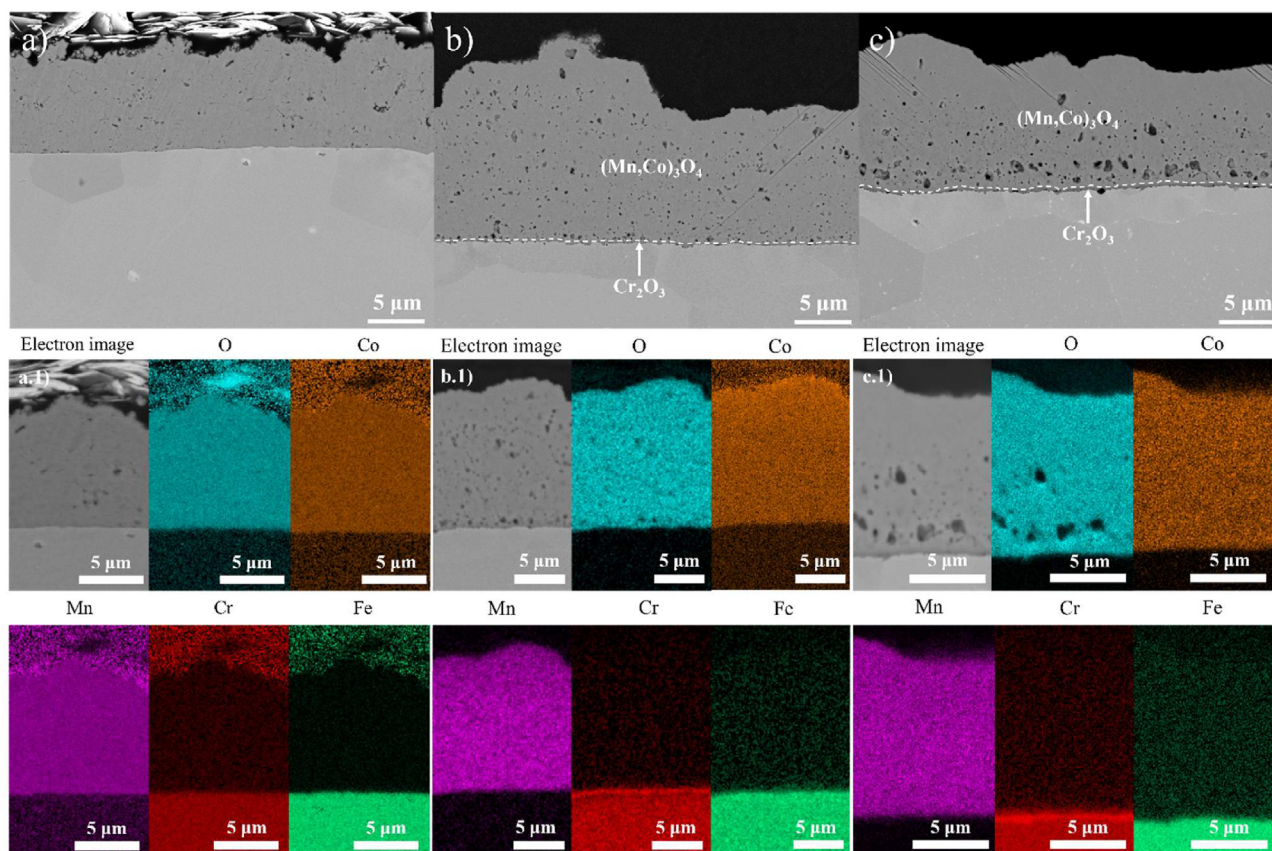 a)
b)
c)
(Mn,Co)₃O₄
(Mn,Co)₃O₄
Cr₂O₃
Cr₂O₃
5 µm
5 µm
5 µm
Electron image O Co Electron image O Co Electron image O Co
a.1)
b.1)
c.1)
5 µm 5 µm 5 µm 5 µm 5 µm 5 µm 5 µm 5 µm 5 µm
Mn Cr Fe Mn Cr Fe Mn Cr Fe
5 µm 5 µm 5 µm 5 µm 5 µm 5 µm 5 µm 5 µm 5 µm